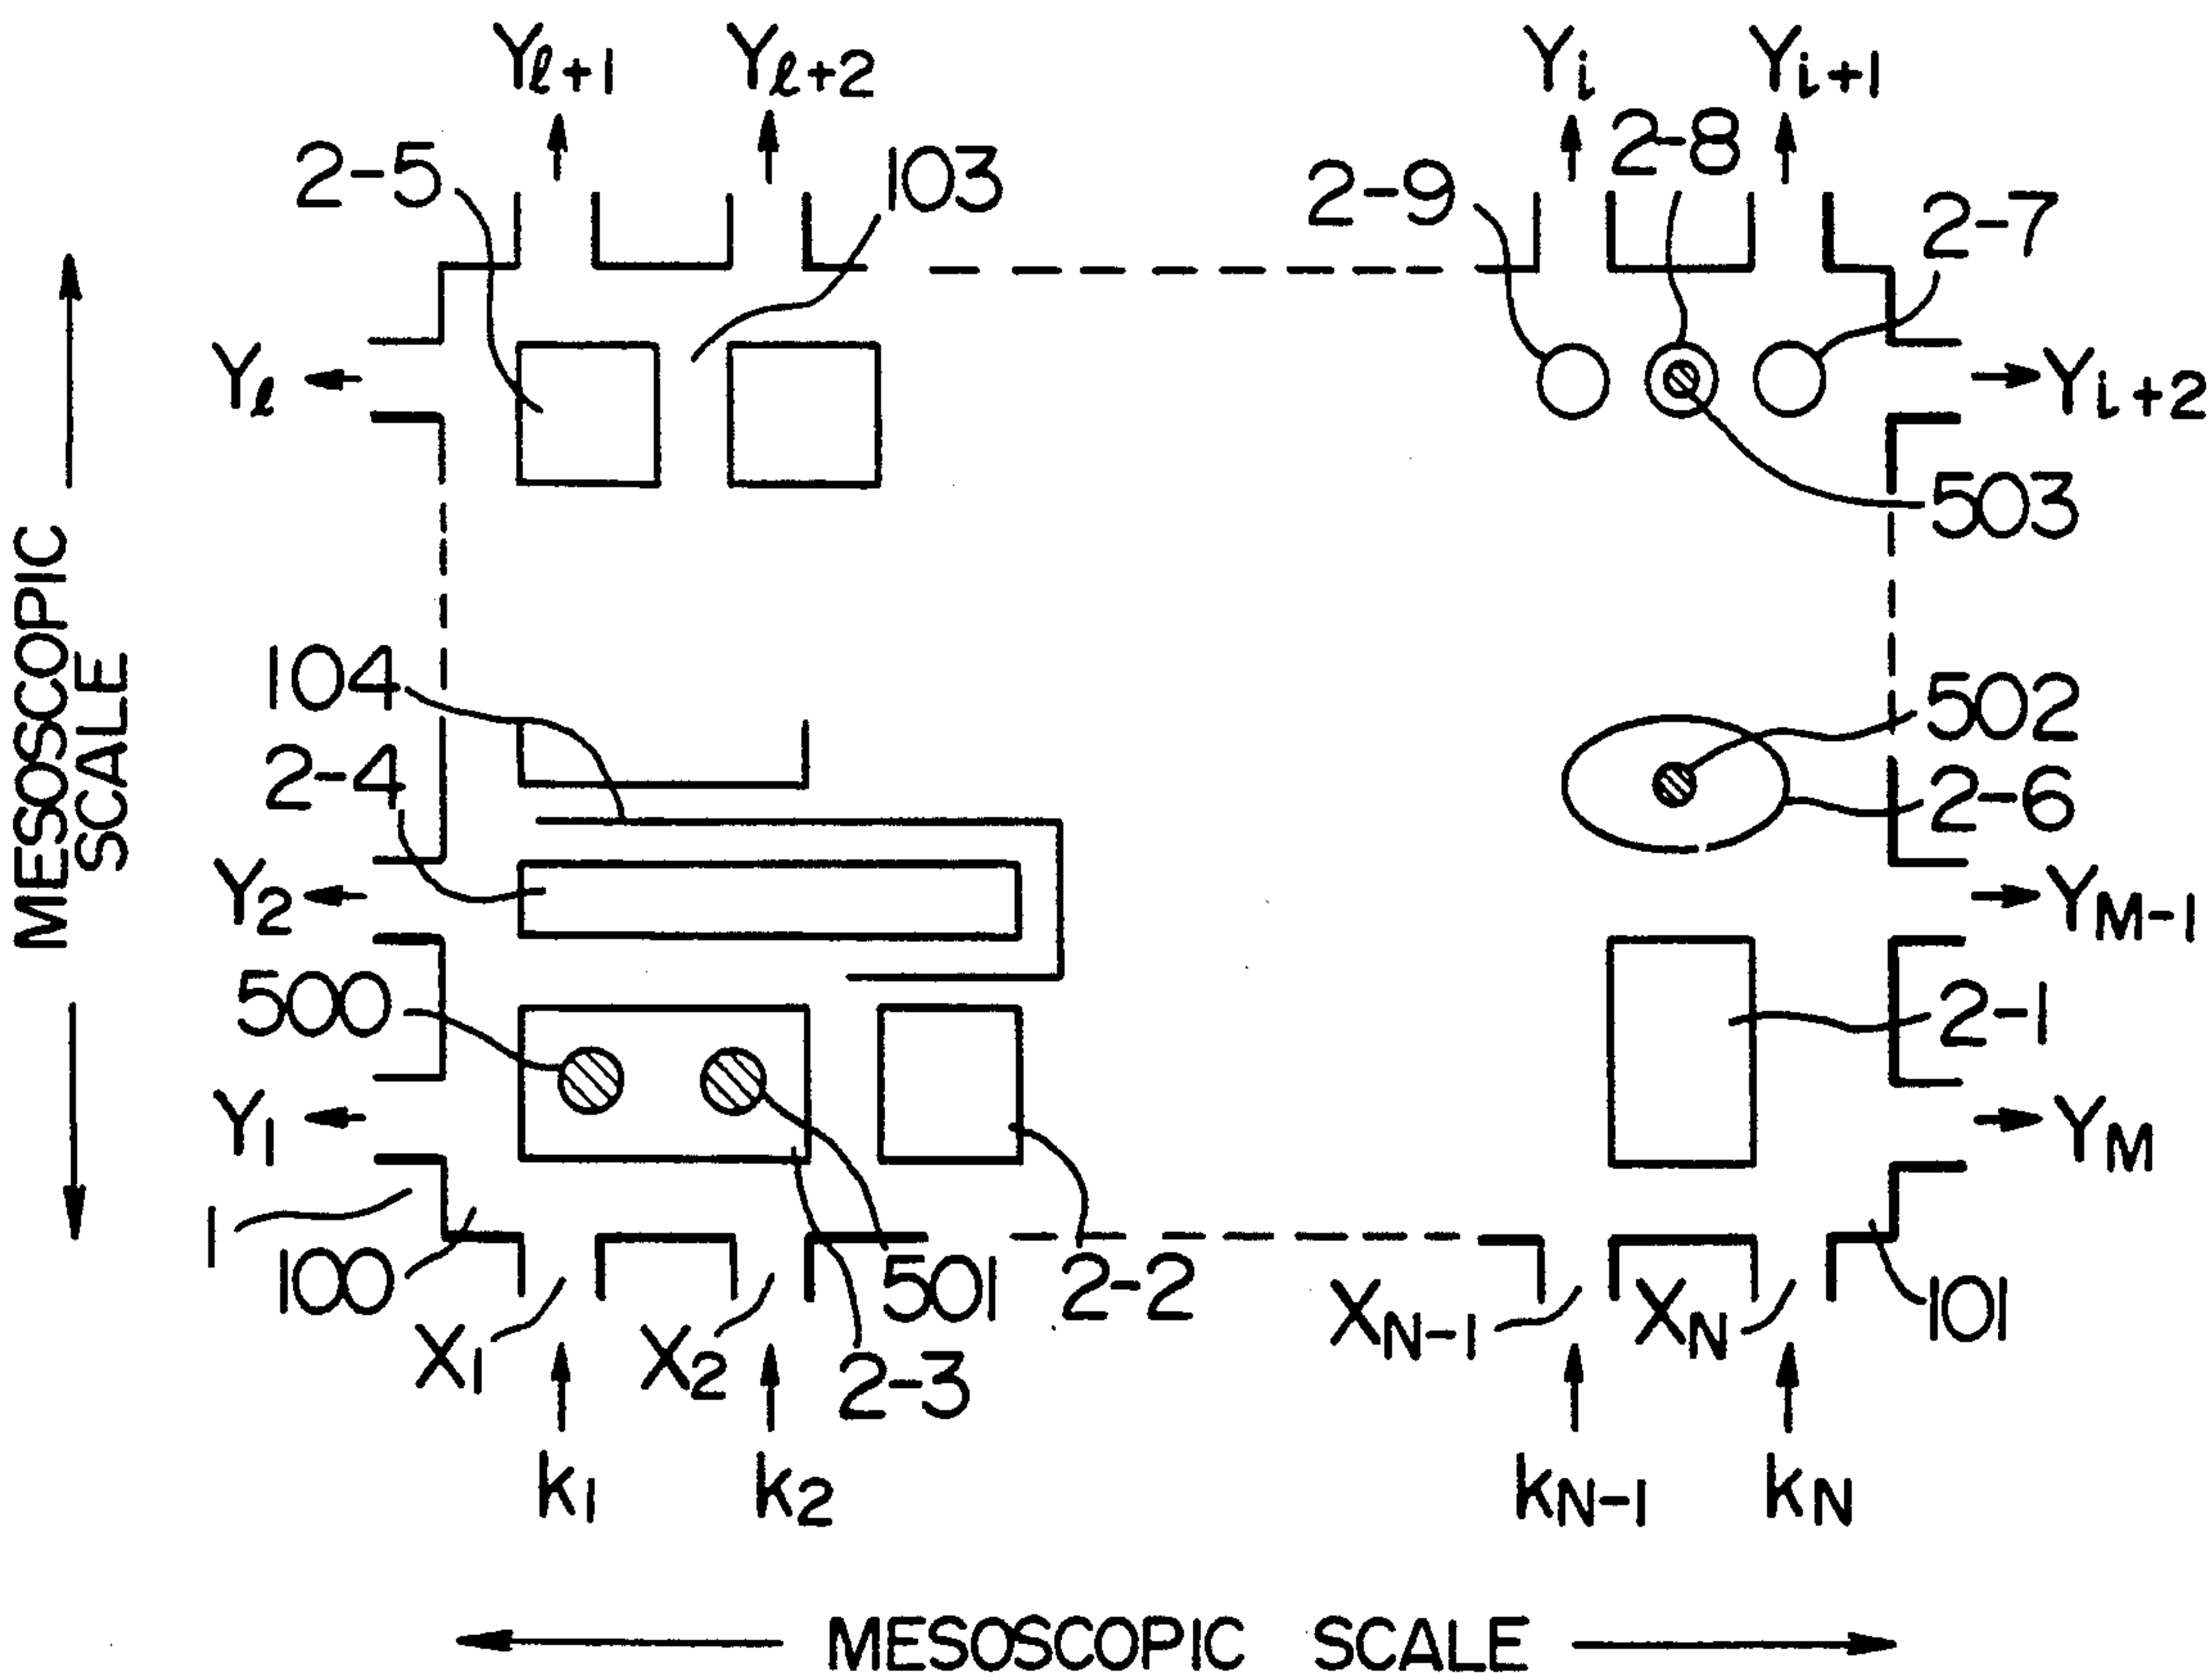 Yℓ+1 Yℓ+2 Yi Yi+1
2-5 103 2-9 2-8 2-7
Yℓ Yi+2
503
MESOSCOPIC
SCALE
104 502
2-4 2-6
Y2 YM-1
500 2-1
Y1 YM
1 100 501 2-2 101
X1 X2 2-3 XN-1 XN
k1 k2 kN-1 kN
MESOSCOPIC SCALE